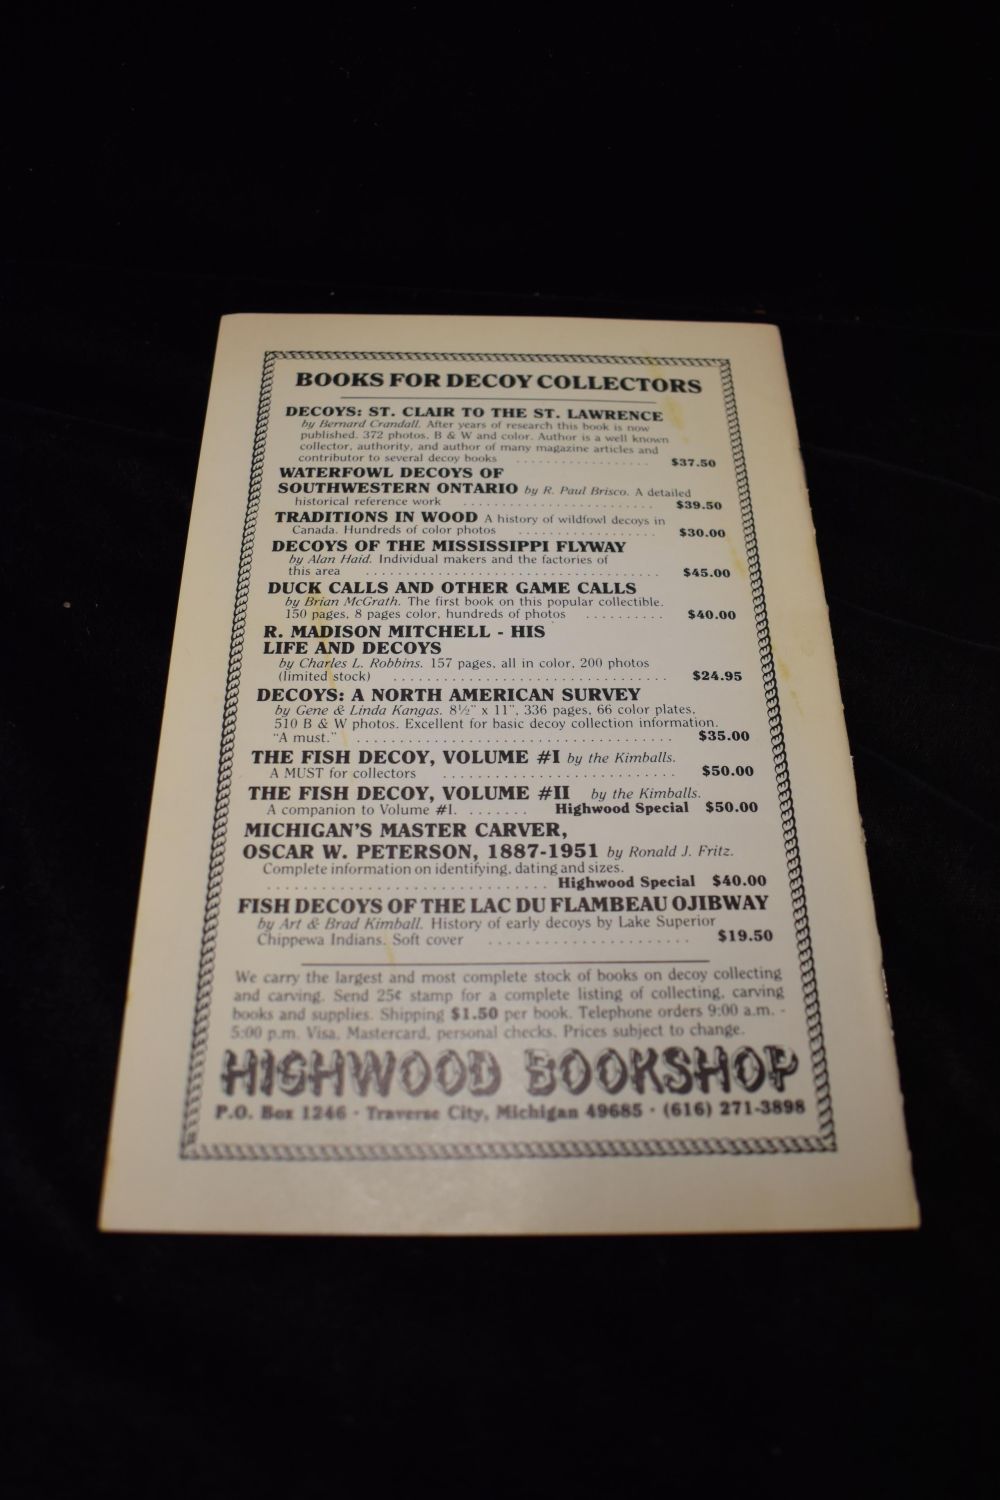 BOOKS FOR DECOY COLLECTORS
DECOYS: ST. CLAIR TO THE ST. LAWRENCE
by Bernard Crandall. After years of research this book is now
published. 372 photos, B & W and color. Author is a well known
collector, authority, and author of many magazine articles and
contributor to several decoy books . . . . . . . . . . . . . . . . . . $37.50
WATERFOWL DECOYS OF
SOUTHWESTERN ONTARIO by R. Paul Brisco. A detailed
historical reference work . . . . . . . . . . . . . . . . . . . . . . . . . $39.50
TRADITIONS IN WOOD A history of wildfowl decoys in
Canada. Hundreds of color photos . . . . . . . . . . . . . . . . . . $30.00
DECOYS OF THE MISSISSIPPI FLYWAY
by Alan Haid. Individual makers and the factories of
this area . . . . . . . . . . . . . . . . . . . . . . . . . . . . . . . . . . . . . . $45.00
DUCK CALLS AND OTHER GAME CALLS
by Brian McGrath. The first book on this popular collectible.
150 pages, 8 pages color, hundreds of photos . . . . . . . . . . $40.00
R. MADISON MITCHELL - HIS
LIFE AND DECOYS
by Charles L. Robbins. 157 pages, all in color, 200 photos
(limited stock) . . . . . . . . . . . . . . . . . . . . . . . . . . . . . . . . . $24.95
DECOYS: A NORTH AMERICAN SURVEY
by Gene & Linda Kangas. 8½" x 11", 336 pages, 66 color plates,
510 B & W photos. Excellent for basic decoy collection information.
"A must." . . . . . . . . . . . . . . . . . . . . . . . . . . . . . . . . . . . . $35.00
THE FISH DECOY, VOLUME #I by the Kimballs.
A MUST for collectors . . . . . . . . . . . . . . . . . . . . . . . . . . $50.00
THE FISH DECOY, VOLUME #II by the Kimballs.
A companion to Volume #I. . . . . . . . Highwood Special $50.00
MICHIGAN'S MASTER CARVER,
OSCAR W. PETERSON, 1887-1951 by Ronald J. Fritz.
Complete information on identifying, dating and sizes.
. . . . . . . . . . . . . . . . . . . . . . . . . . . . . . Highwood Special $40.00
FISH DECOYS OF THE LAC DU FLAMBEAU OJIBWAY
by Art & Brad Kimball. History of early decoys by Lake Superior
Chippewa Indians. Soft cover . . . . . . . . . . . . . . . . . . . . . . $19.50
We carry the largest and most complete stock of books on decoy collecting
and carving. Send 25¢ stamp for a complete listing of collecting, carving
books and supplies. Shipping $1.50 per book. Telephone orders 9:00 a.m. -
5:00 p.m. Visa, Mastercard, personal checks. Prices subject to change.
HIGHWOOD BOOKSHOP
P.O. Box 1246 · Traverse City, Michigan 49685 · (616) 271-3898